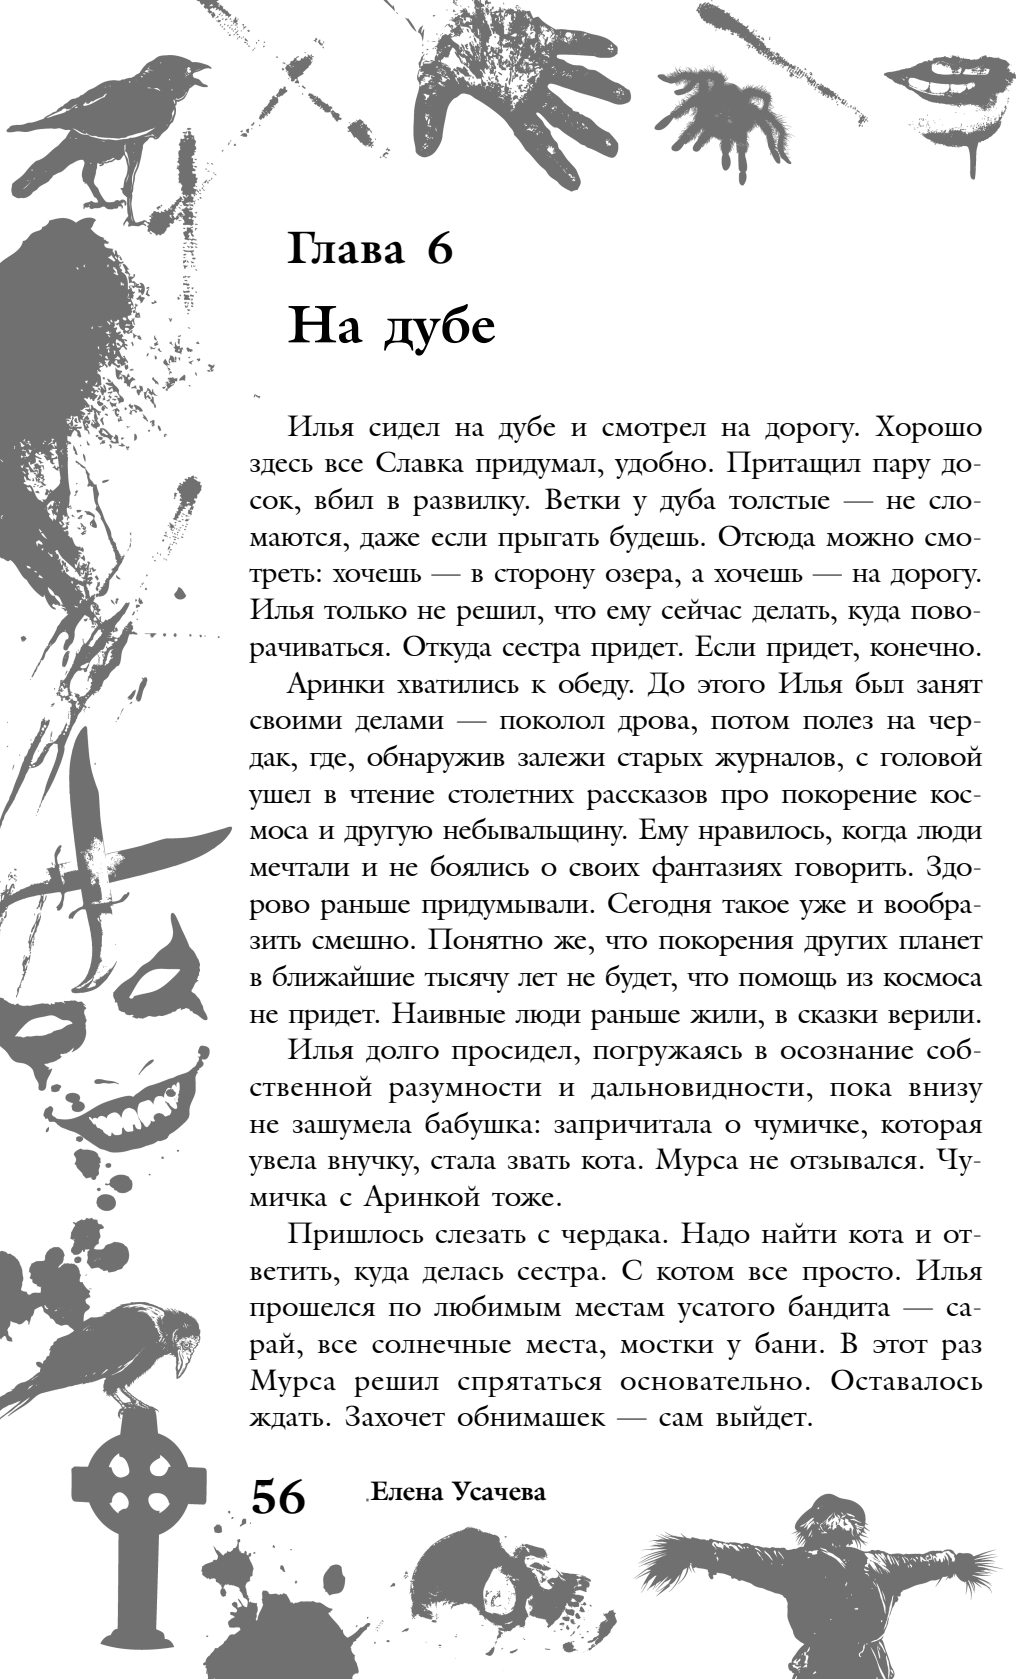 Глава 6
На дубе
Илья сидел на дубе и смотрел на дорогу. Хорошо
здесь все Славка придумал, удобно. Притащил пару до-
сок, вбил в развилку. Ветки у дуба толстые — не сло-
маются, даже если прыгать будешь. Отсюда можно смо-
треть: хочешь — в сторону озера, а хочешь — на дорогу.
Илья только не решил, что ему сейчас делать, куда пово-
рачиваться. Откуда сестра придет. Если придет, конечно.
Аринки хватились к обеду. До этого Илья был занят
своими делами — поколол дрова, потом полез на чер-
дак, где, обнаружив залежи старых журналов, с головой
ушел в чтение столетних рассказов про покорение кос-
моса и другую небывальщину. Ему нравилось, когда люди
мечтали и не боялись о своих фантазиях говорить. Здо-
рово раньше придумывали. Сегодня такое уже и вообра-
зить смешно. Понятно же, что покорения других планет
в ближайшие тысячу лет не будет, что помощь из космоса
не придет. Наивные люди раньше жили, в сказки верили.
Илья долго просидел, погружаясь в осознание соб-
ственной разумности и дальновидности, пока внизу
не зашумела бабушка: запричитала о чумичке, которая
увела внучку, стала звать кота. Мурса не отзывался. Чу-
мичка с Аринкой тоже.
Пришлось слезать с чердака. Надо найти кота и от-
ветить, куда делась сестра. С котом все просто. Илья
прошелся по любимым местам усатого бандита — са-
рай, все солнечные места, мостки у бани. В этот раз
Мурса решил спрятаться основательно. Оставалось
ждать. Захочет обнимашек — сам выйдет.
56 Елена Усачева